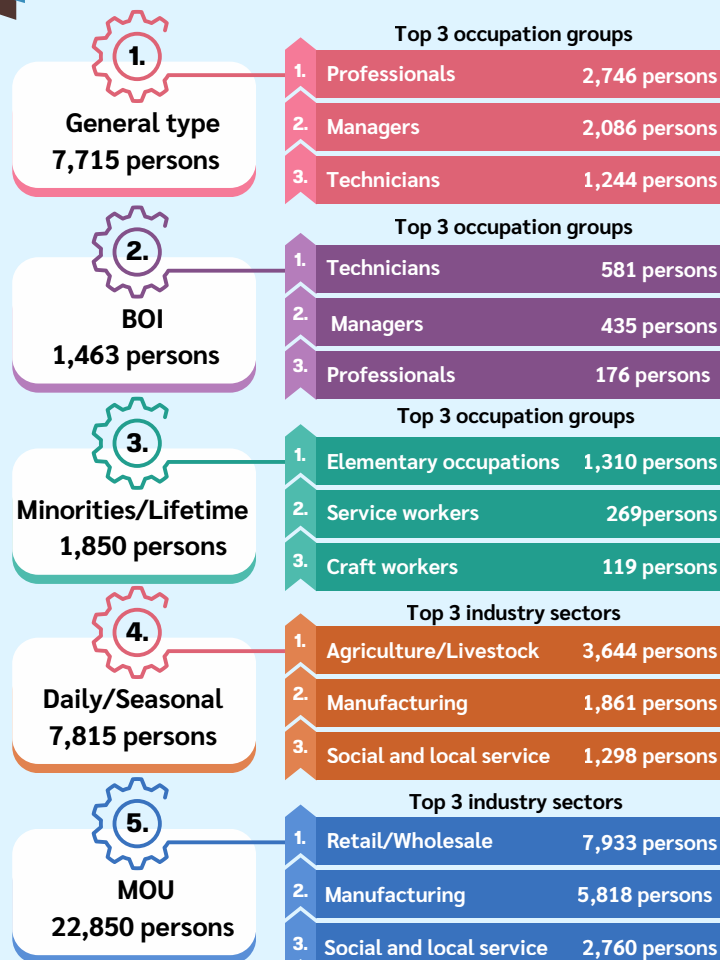 1.
General type
7,715 persons
Top 3 occupation groups
1. Professionals 2,746 persons
2. Managers 2,086 persons
3. Technicians 1,244 persons
2.
BOI
1,463 persons
Top 3 occupation groups
1. Technicians 581 persons
2. Managers 435 persons
3. Professionals 176 persons
3.
Minorities/Lifetime
1,850 persons
Top 3 occupation groups
1. Elementary occupations 1,310 persons
2. Service workers 269persons
3. Craft workers 119 persons
4.
Daily/Seasonal
7,815 persons
Top 3 industry sectors
1. Agriculture/Livestock 3,644 persons
2. Manufacturing 1,861 persons
3. Social and local service 1,298 persons
5.
MOU
22,850 persons
Top 3 industry sectors
1. Retail/Wholesale 7,933 persons
2. Manufacturing 5,818 persons
3. Social and local service 2,760 persons